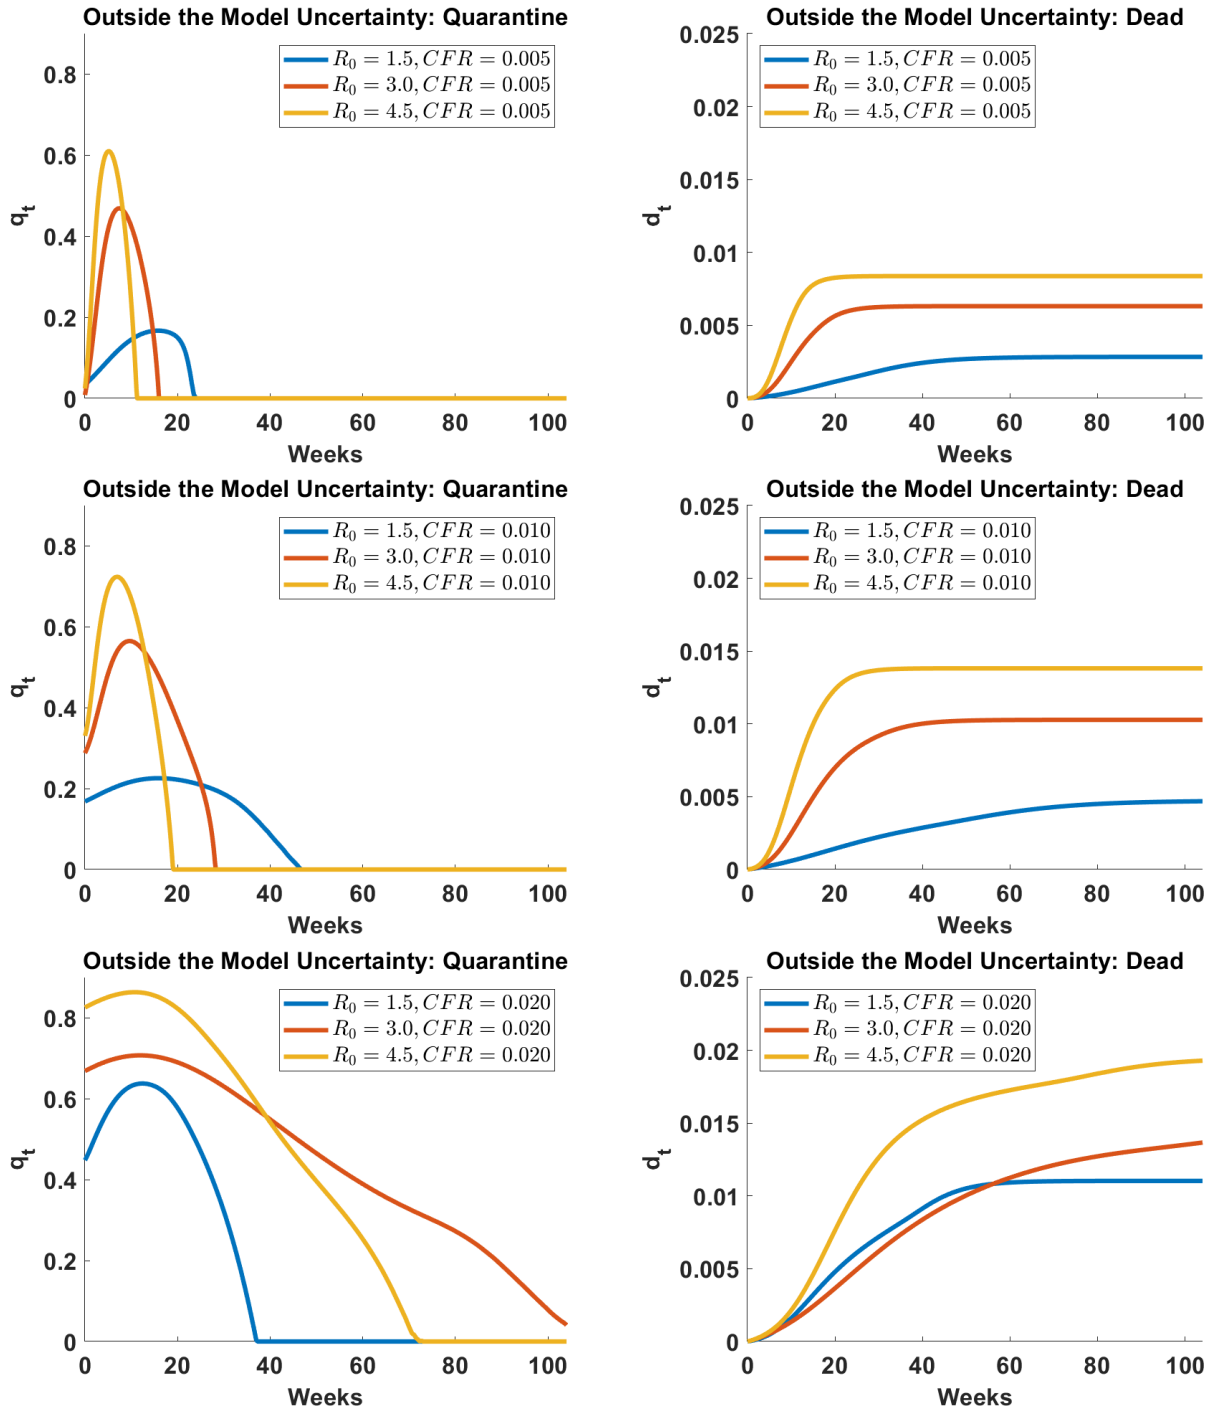 Outside the Model Uncertainty: Quarantine
R0 = 1.5, CFR = 0.005
R0 = 3.0, CFR = 0.005
R0 = 4.5, CFR = 0.005
0.8
0.6
0.4
0.2
0
qt
0 20 40 60 80 100
Weeks
Outside the Model Uncertainty: Dead
R0 = 1.5, CFR = 0.005
R0 = 3.0, CFR = 0.005
R0 = 4.5, CFR = 0.005
0.025
0.02
0.015
0.01
0.005
0
dt
0 20 40 60 80 100
Weeks
Outside the Model Uncertainty: Quarantine
R0 = 1.5, CFR = 0.010
R0 = 3.0, CFR = 0.010
R0 = 4.5, CFR = 0.010
0.8
0.6
0.4
0.2
0
qt
0 20 40 60 80 100
Weeks
Outside the Model Uncertainty: Dead
R0 = 1.5, CFR = 0.010
R0 = 3.0, CFR = 0.010
R0 = 4.5, CFR = 0.010
0.025
0.02
0.015
0.01
0.005
0
dt
0 20 40 60 80 100
Weeks
Outside the Model Uncertainty: Quarantine
R0 = 1.5, CFR = 0.020
R0 = 3.0, CFR = 0.020
R0 = 4.5, CFR = 0.020
0.8
0.6
0.4
0.2
0
qt
0 20 40 60 80 100
Weeks
Outside the Model Uncertainty: Dead
R0 = 1.5, CFR = 0.020
R0 = 3.0, CFR = 0.020
R0 = 4.5, CFR = 0.020
0.025
0.02
0.015
0.01
0.005
0
dt
0 20 40 60 80 100
Weeks